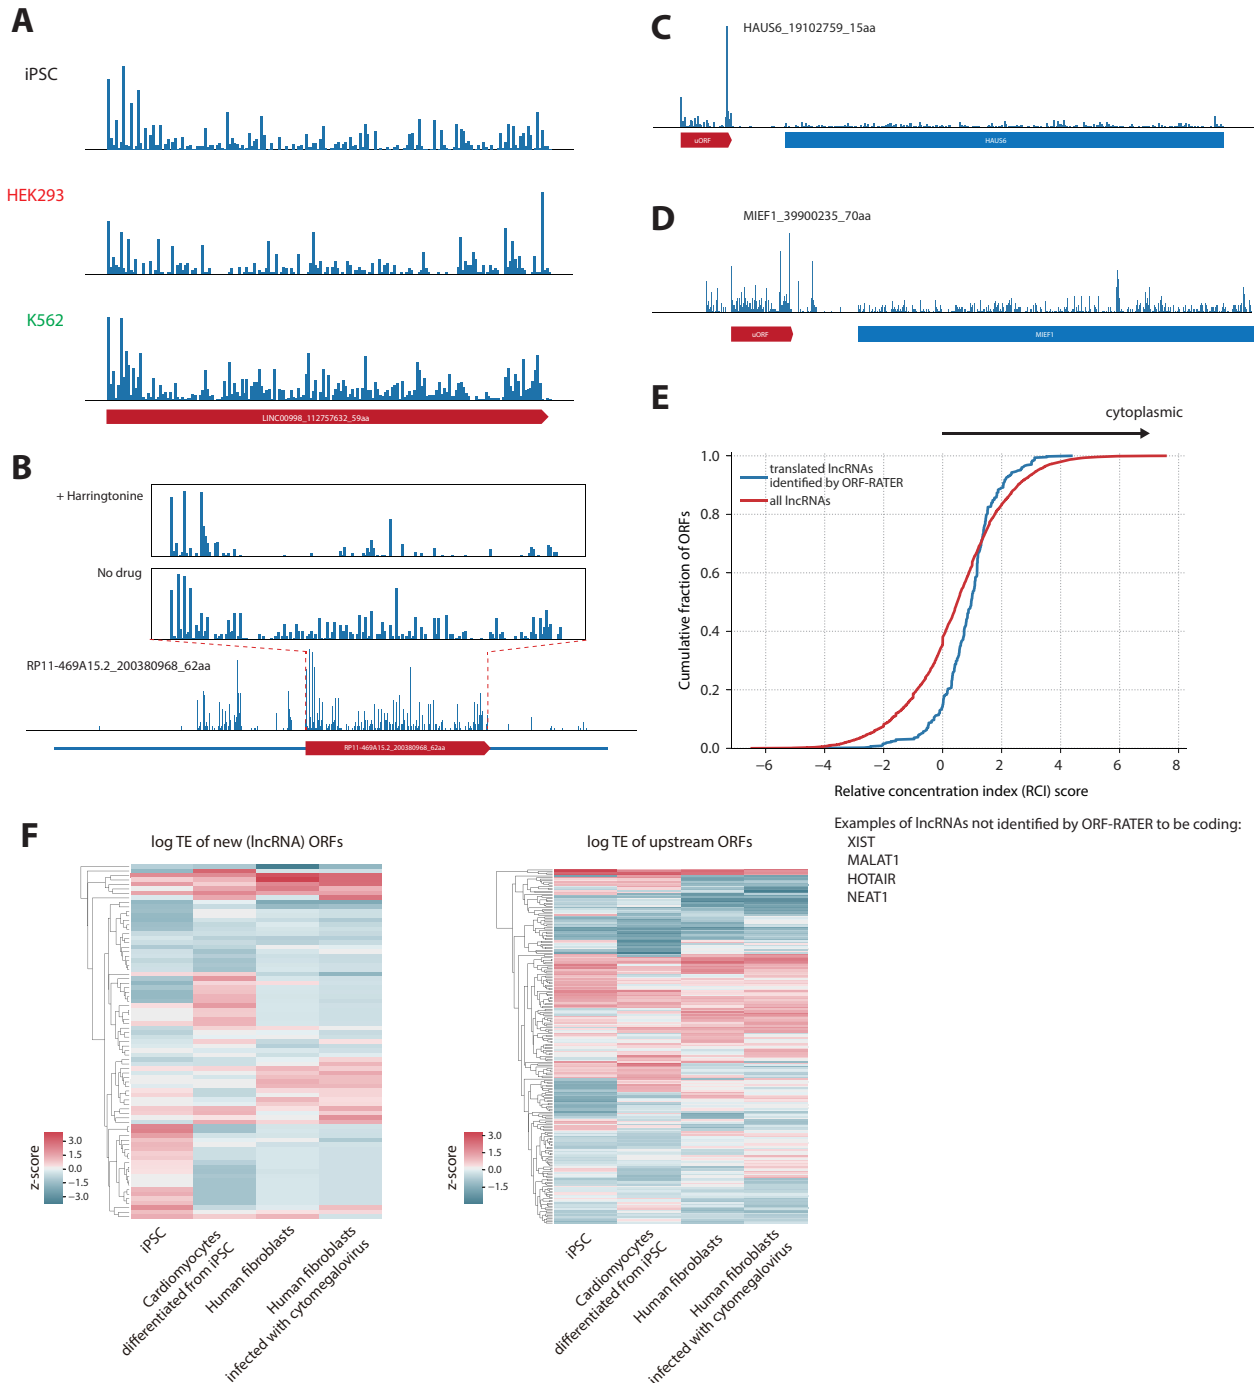 A
iPSC
HEK293
K562
LINC00998_112757632_59aa
B
+ Harringtonine
No drug
RP11-469A15.2_200380968_62aa
RP11-469A15.2_200380968_62aa
C
HAUS6_19102759_15aa
uORF
HAUS6
D
MIEF1_39900235_70aa
uORF
MIEF1
E
cytoplasmic
translated lncRNAs
identified by ORF-RATER
all lncRNAs
Cumulative fraction of ORFs
1.0
0.8
0.6
0.4
0.2
0.0
−6 −4 −2 0 2 4 6 8
Relative concentration index (RCI) score
Examples of lncRNAs not identified by ORF-RATER to be coding:
XIST
MALAT1
HOTAIR
NEAT1
F
log TE of new (lncRNA) ORFs
z-score
3.0
1.5
0.0
−1.5
−3.0
iPSC
Cardiomyocytes
differentiated from iPSC
Human fibroblasts
Human fibroblasts
infected with cytomegalovirus
log TE of upstream ORFs
z-score
3.0
1.5
0.0
−1.5
iPSC
Cardiomyocytes
differentiated from iPSC
Human fibroblasts
Human fibroblasts
infected with cytomegalovirus